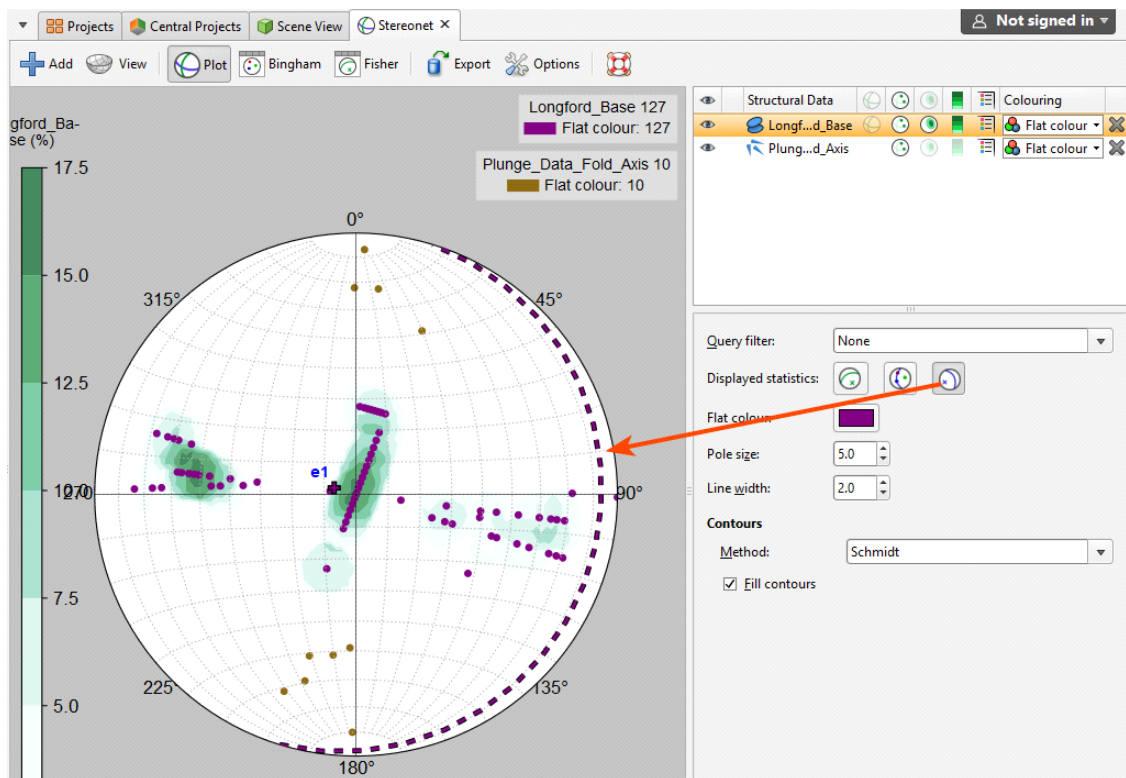 Projects
Central Projects
Scene View
Stereonet
Not signed in
Add
View
Plot
Bingham
Fisher
Export
Options
gford_Ba-
se (%)
17.5
15.0
12.5
7.5
5.0
Longford_Base 127
Flat colour: 127
Plunge_Data_Fold_Axis 10
Flat colour: 10
0°
45°
90°
135°
180°
225°
270
315°
e1
Structural Data
Colouring
Longf...d_Base
Flat colour
Plung...d_Axis
Flat colour
Query filter:
None
Displayed statistics:
Flat colour:
Pole size:
5.0
Line width:
2.0
Contours
Method:
Schmidt
Fill contours